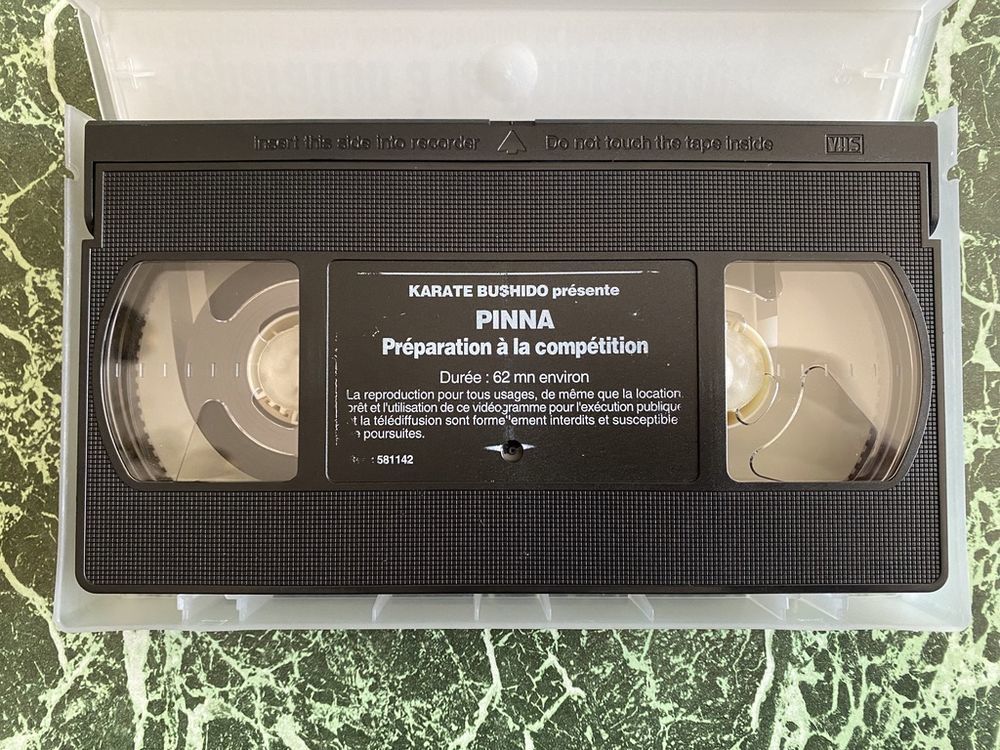 Insert this side into recorder Do not touch the tape inside VHS
KARATE BUSHIDO présente
PINNA
Préparation à la compétition
Durée : 62 mn environ
La reproduction pour tous usages, de même que la location,
prêt et l'utilisation de ce vidéogramme pour l'exécution publique
et la télédiffusion sont formellement interdits et susceptible
de poursuites.
: 581142